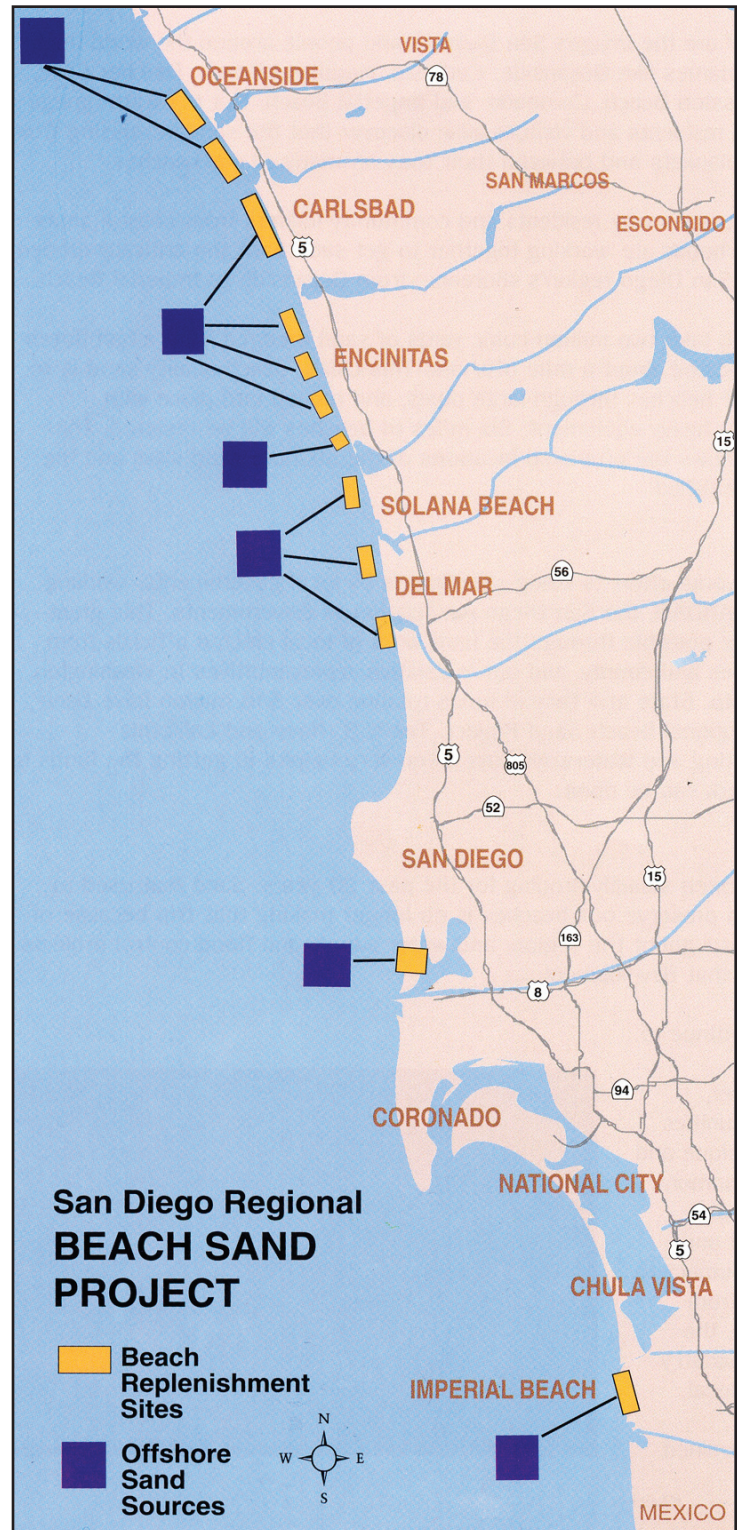 VISTA
OCEANSIDE
78
SAN MARCOS
CARLSBAD
ESCONDIDO
5
ENCINITAS
15
SOLANA BEACH
56
DEL MAR
5
805
52
SAN DIEGO
15
163
8
94
CORONADO
NATIONAL CITY
54
5
CHULA VISTA
IMPERIAL BEACH
MEXICO
San Diego Regional
BEACH SAND
PROJECT
Beach
Replenishment
Sites
Offshore
Sand
Sources
N
W E
S